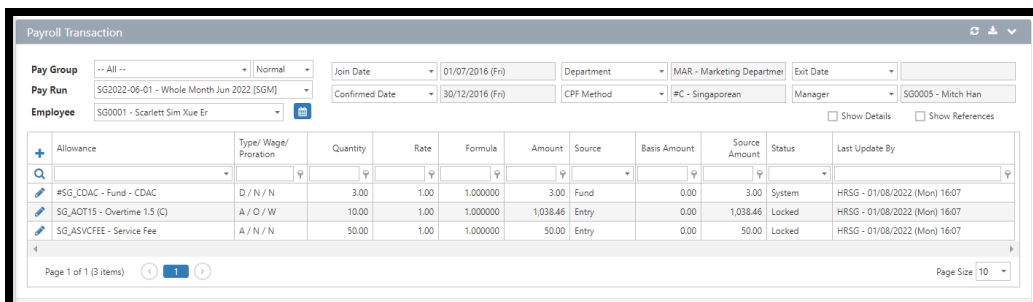 Payroll Transaction
Pay Group -- All -- Normal Join Date 01/07/2016 (Fri) Department MAR - Marketing Departmer Exit Date
Pay Run SG2022-06-01 - Whole Month Jun 2022 [SGM] Confirmed Date 30/12/2016 (Fri) CPF Method #C - Singaporean Manager SG0005 - Mitch Han
Employee SG0001 - Scarlett Sim Xue Er Show Details Show References
Allowance Type/ Wage/ Proration Quantity Rate Formula Amount Source Basis Amount Source Amount Status Last Update By
#SG_CDAC - Fund - CDAC D / N / N 3.00 1.00 1.000000 3.00 Fund 0.00 3.00 System HRSG - 01/08/2022 (Mon) 16:07
SG_AOT15 - Overtime 1.5 (C) A / O / W 10.00 1.00 1.000000 1,038.46 Entry 0.00 1,038.46 Locked HRSG - 01/08/2022 (Mon) 16:07
SG_ASVCFEE - Service Fee A / N / N 50.00 1.00 1.000000 50.00 Entry 0.00 50.00 Locked HRSG - 01/08/2022 (Mon) 16:07
Page 1 of 1 (3 items) 1 Page Size 10